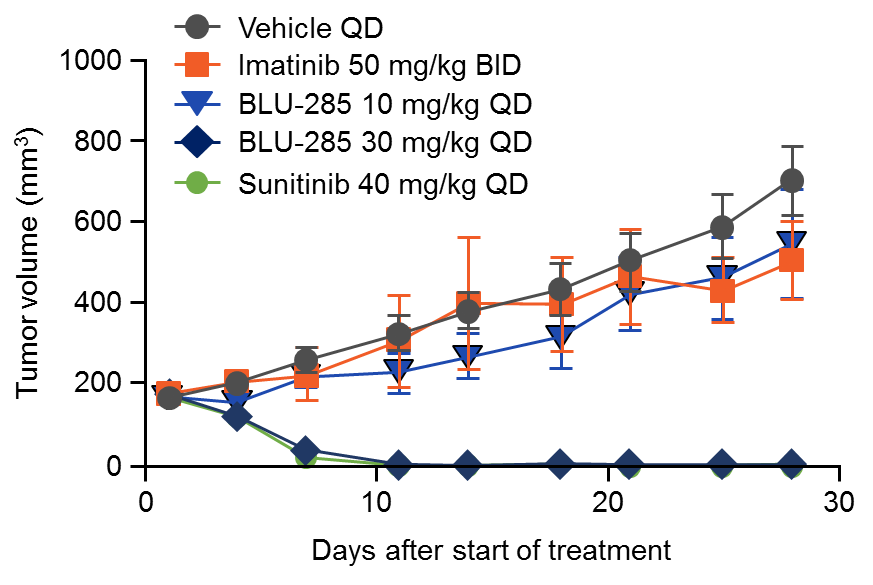 Vehicle QD
Imatinib 50 mg/kg BID
BLU-285 10 mg/kg QD
BLU-285 30 mg/kg QD
Sunitinib 40 mg/kg QD
Tumor volume (mm³)
1000
800
600
400
200
0
0 10 20 30
Days after start of treatment